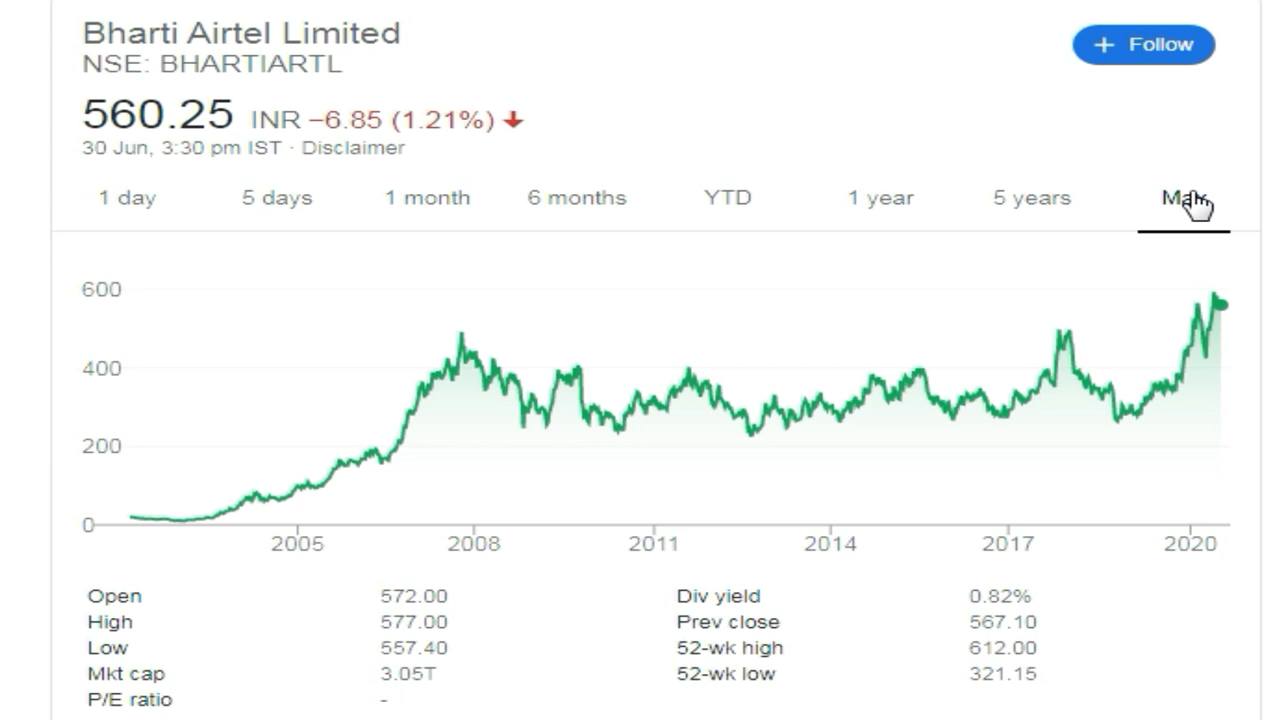 Bharti Airtel Limited
+ Follow
NSE: BHARTIARTL
560.25 INR −6.85 (1.21%)
30 Jun, 3:30 pm IST · Disclaimer
1 day 5 days 1 month 6 months YTD 1 year 5 years Max
600
400
200
0
2005 2008 2011 2014 2017 2020
Open 572.00 Div yield 0.82%
High 577.00 Prev close 567.10
Low 557.40 52-wk high 612.00
Mkt cap 3.05T 52-wk low 321.15
P/E ratio -